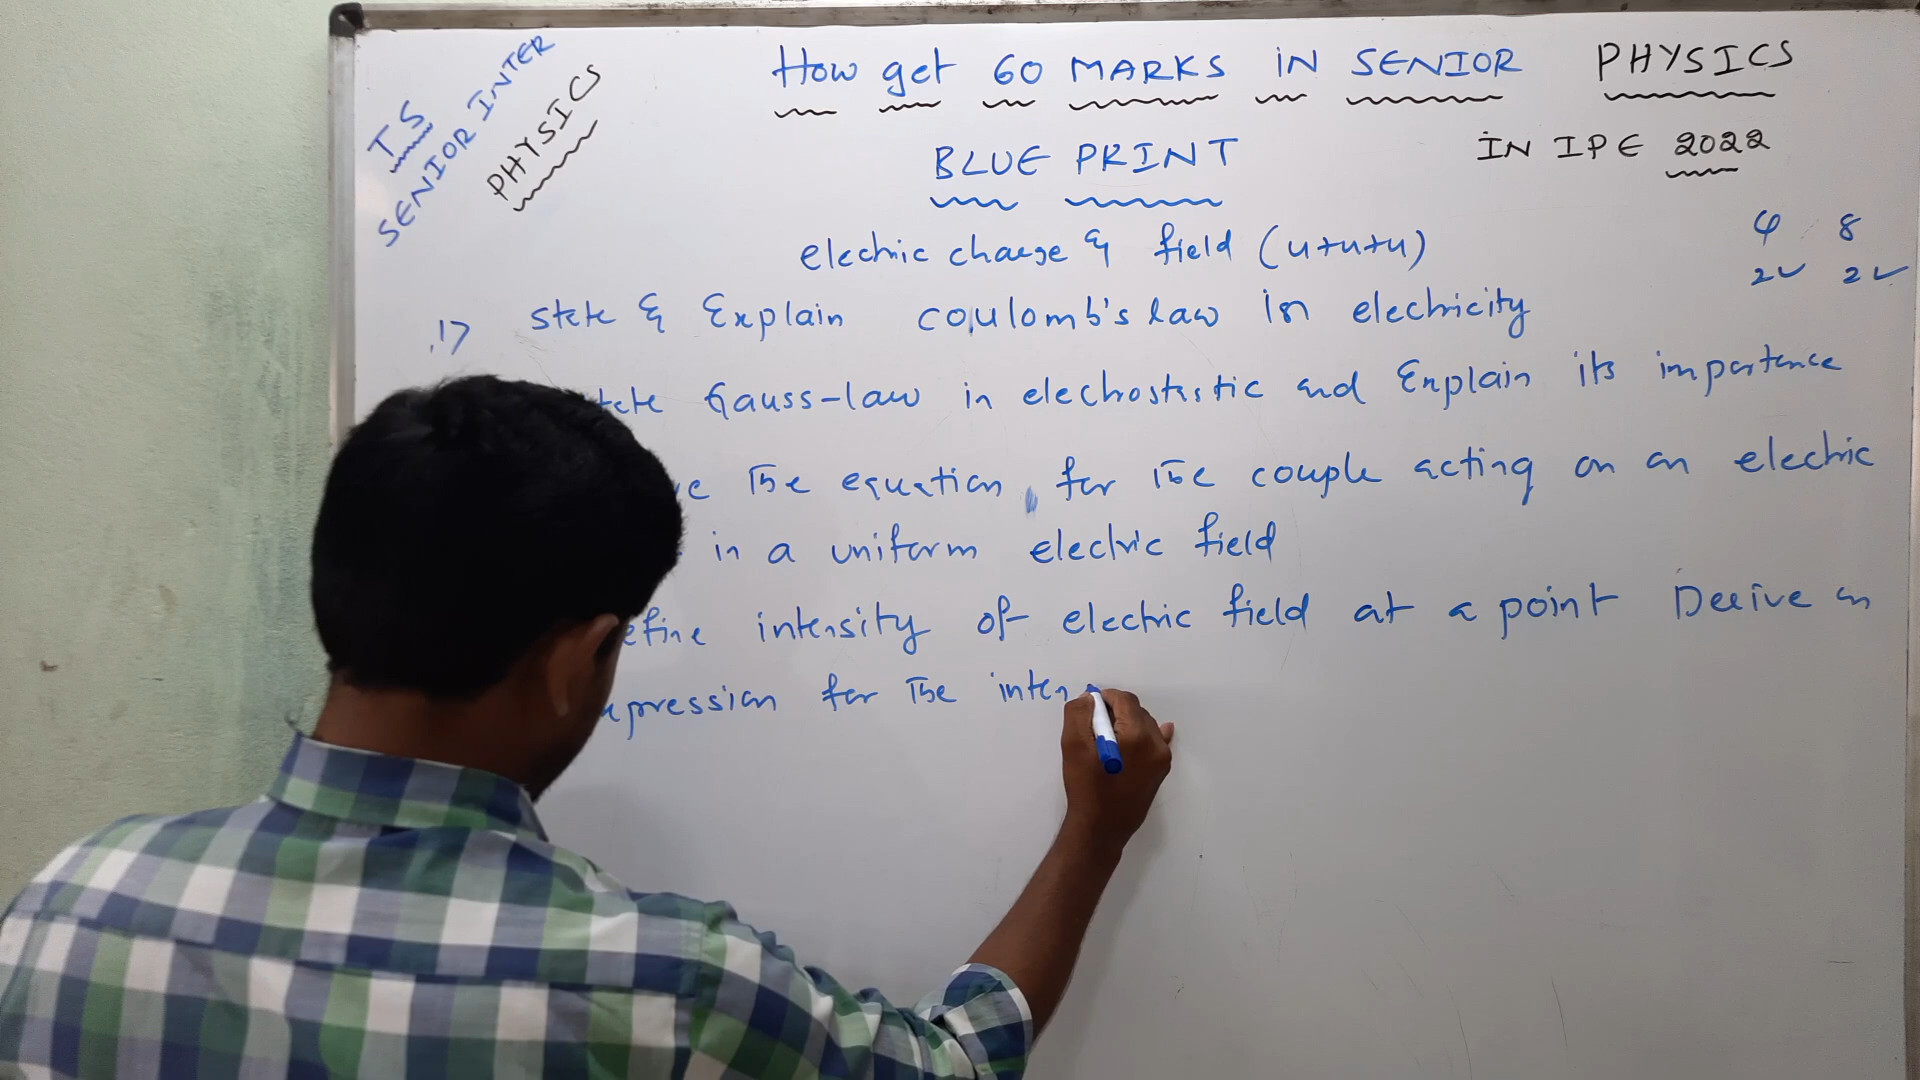 TS
SENIOR INTER
PHYSICS
How get 60 MARKS IN SENIOR PHYSICS
BLUE PRINT
IN IPE 2022
electric charge & field (4+4+4)
4 8
2✓ 2✓
1) state & Explain coulomb's law in electricity
Gauss-law in electrostatic and Explain its importance
the equation for the couple acting on an electric
in a uniform electric field
efine intensity of electric field at a point Derive an
xpression for the inten